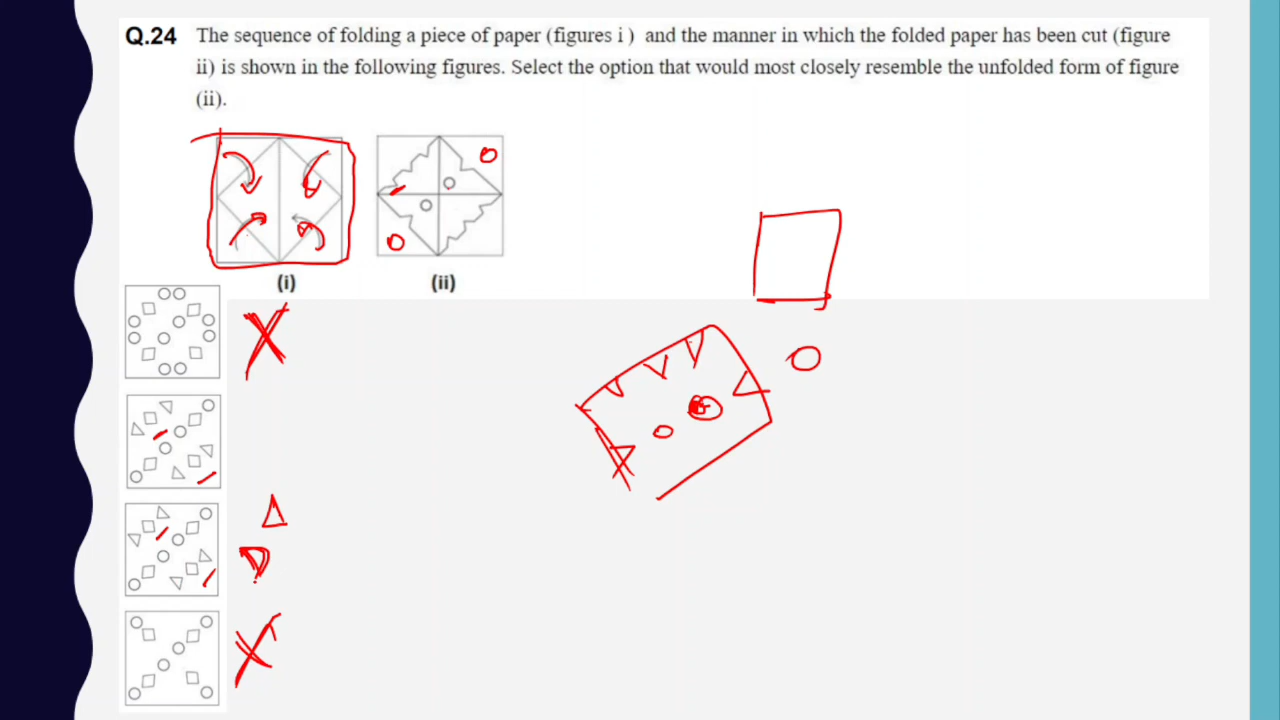 Q.24 The sequence of folding a piece of paper (figures i ) and the manner in which the folded paper has been cut (figure
ii) is shown in the following figures. Select the option that would most closely resemble the unfolded form of figure
(ii).
(i) (ii)